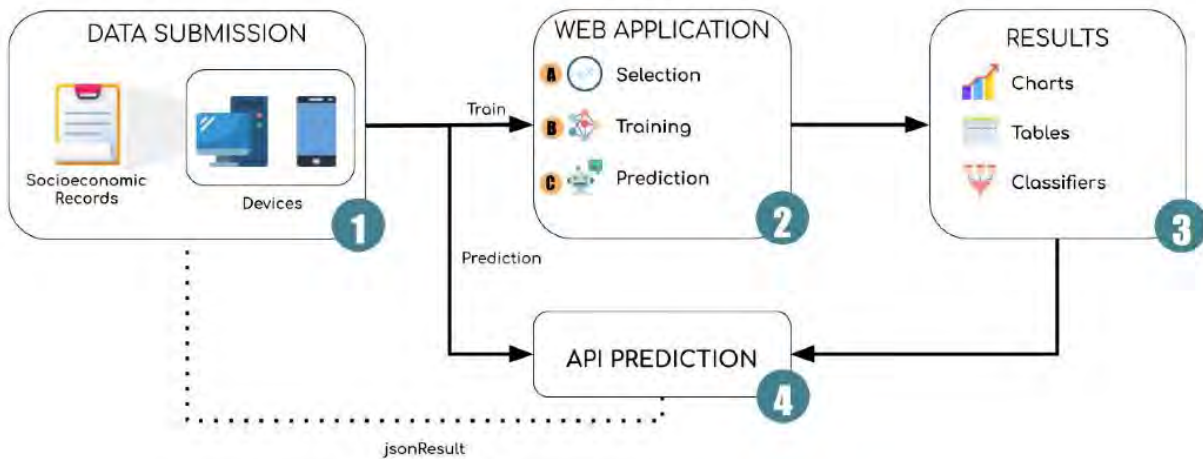 DATA SUBMISSION
Socioeconomic
Records
Devices
1
Train
Prediction
WEB APPLICATION
A Selection
B Training
C Prediction
2
RESULTS
Charts
Tables
Classifiers
3
API PREDICTION
4
jsonResult